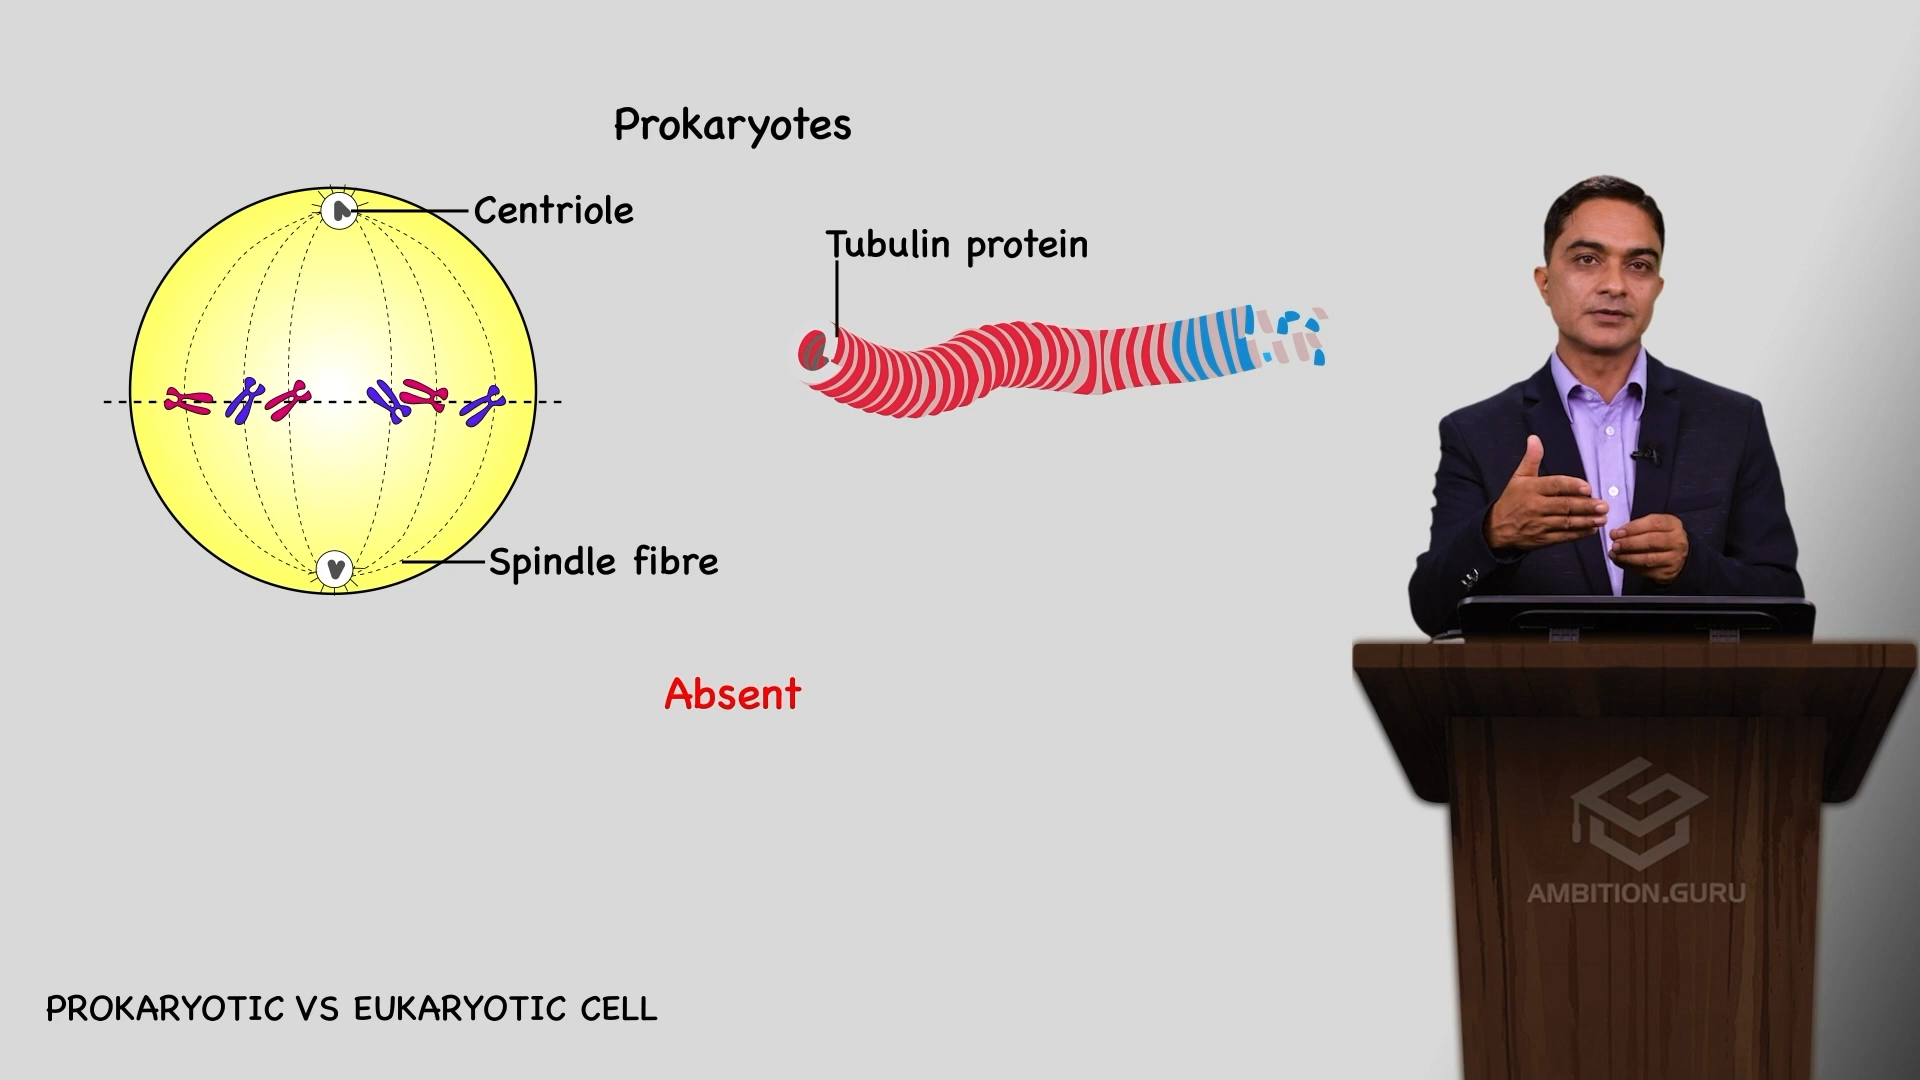 Prokaryotes
Centriole
Tubulin protein
Spindle fibre
Absent
AMBITION.GURU
PROKARYOTIC VS EUKARYOTIC CELL